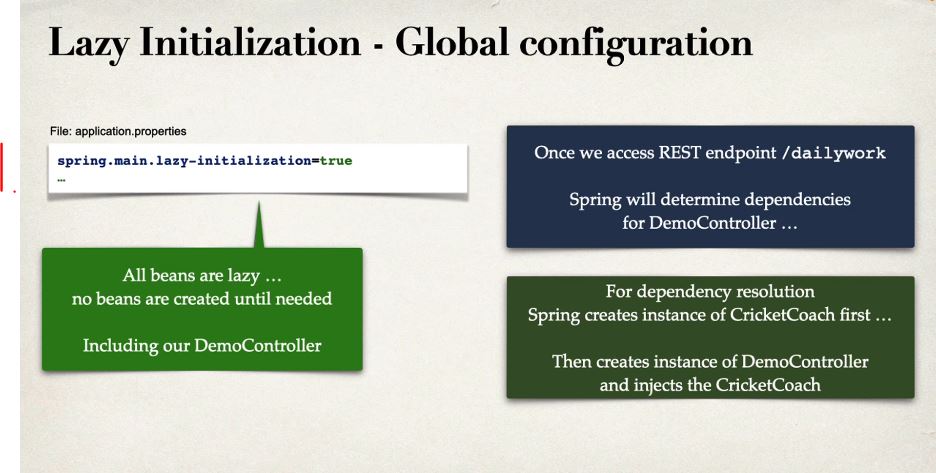 Lazy Initialization - Global configuration
File: application.properties
spring.main.lazy-initialization=true
…
All beans are lazy …
no beans are created until needed
Including our DemoController
Once we access REST endpoint /dailywork
Spring will determine dependencies
for DemoController …
For dependency resolution
Spring creates instance of CricketCoach first …
Then creates instance of DemoController
and injects the CricketCoach